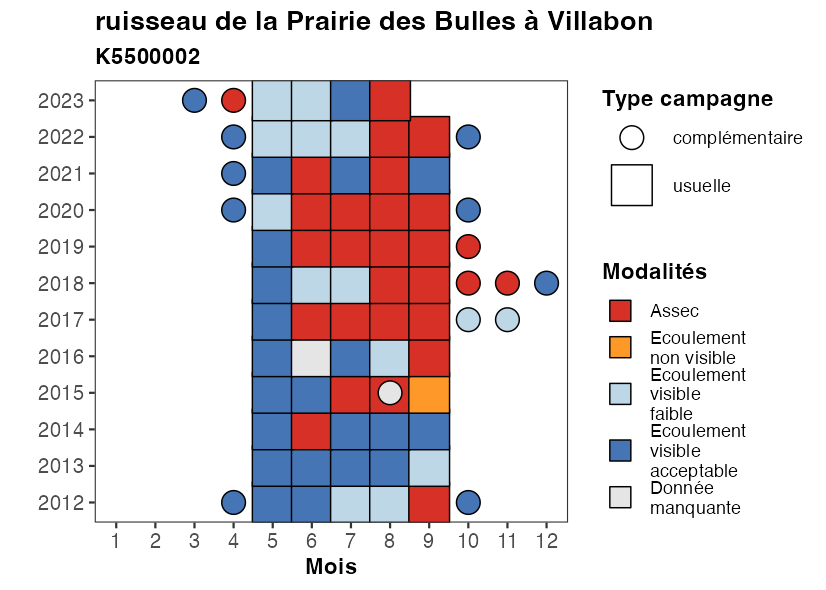 ruisseau de la Prairie des Bulles à Villabon
K5500002
2023
2022
2021
2020
2019
2018
2017
2016
2015
2014
2013
2012
1 2 3 4 5 6 7 8 9 10 11 12
Mois
Type campagne
complémentaire
usuelle
Modalités
Assec
Ecoulement
non visible
Ecoulement
visible
faible
Ecoulement
visible
acceptable
Donnée
manquante